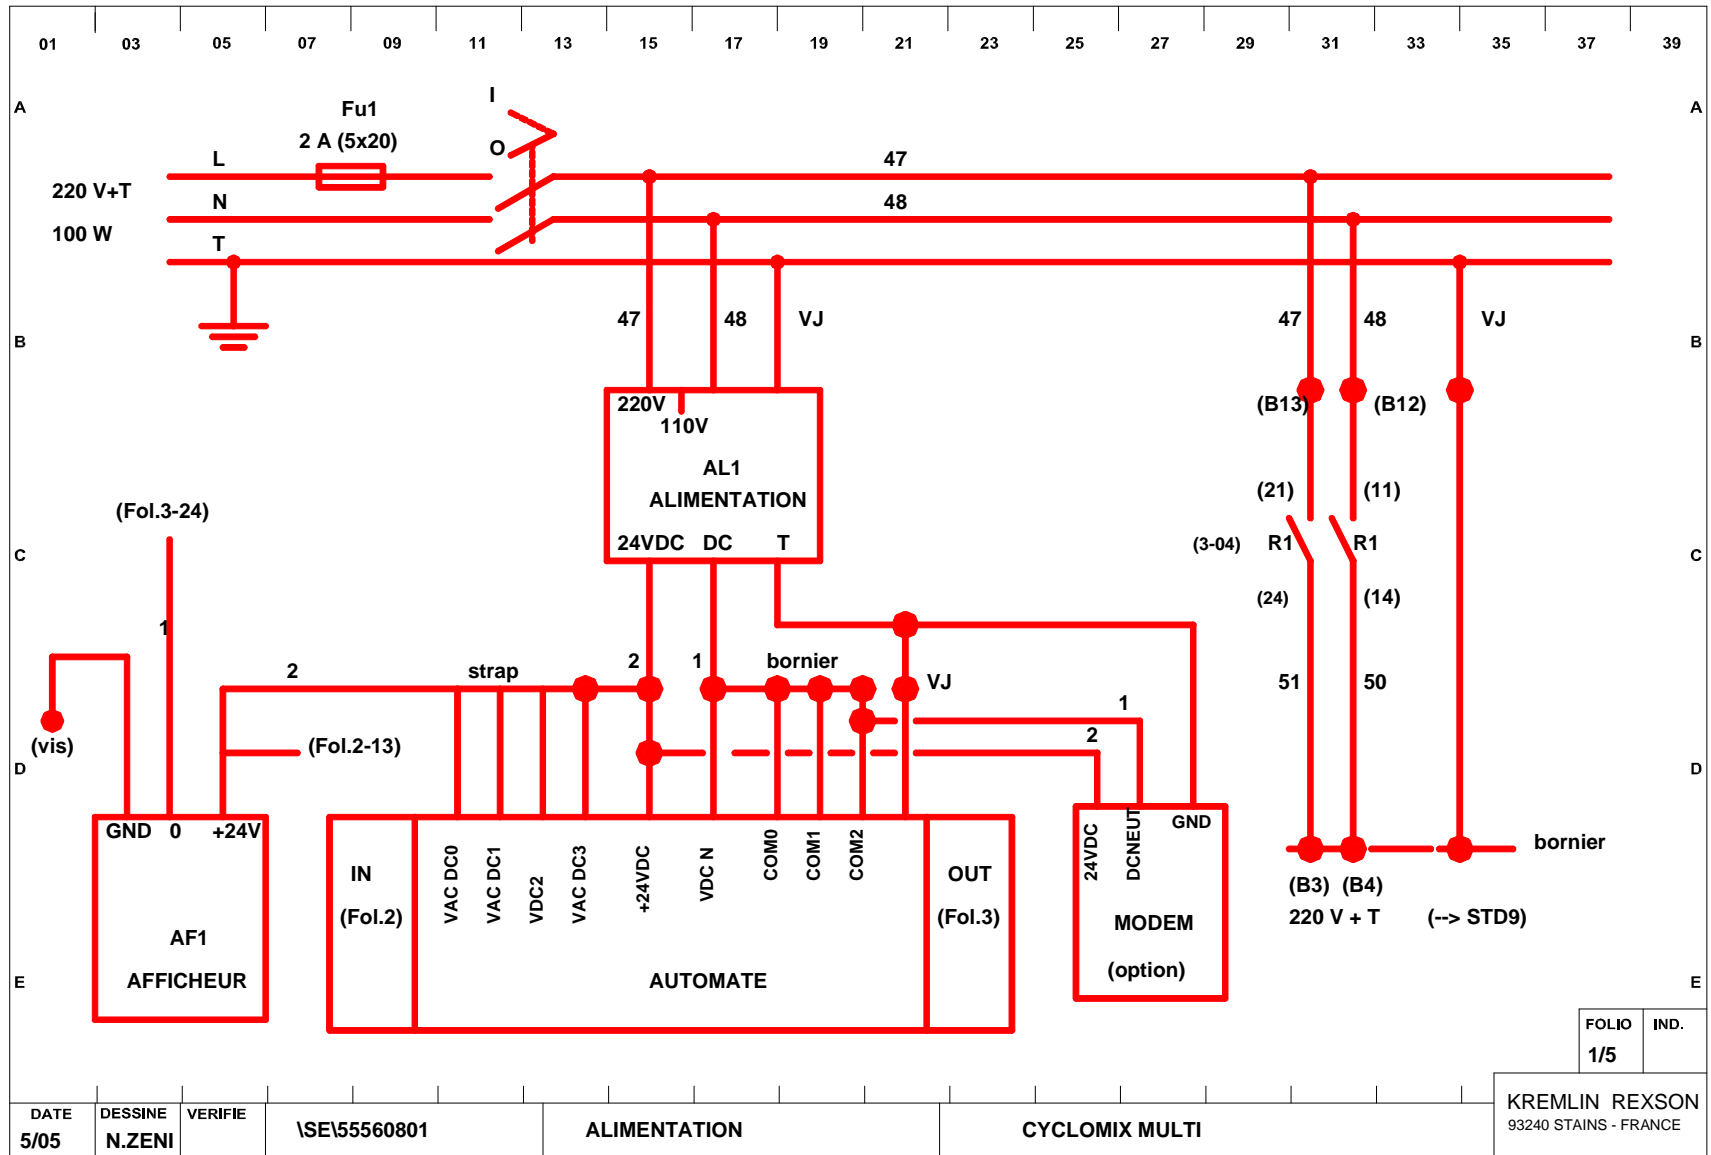 01 03 05 07 09 11 13 15 17 19 21 23 25 27 29 31 33 35 37 39
A A
Fu1 I
2 A (5x20) O
L 47
220 V+T N 48
100 W T
47 48 VJ 47 48 VJ
B B
220V (B13) (B12)
110V
AL1
ALIMENTATION
(21) (11)
(Fol.3-24)
24VDC DC T
C (3-04) R1 R1 C
(24) (14)
1
2 strap 2 1 bornier VJ 51 50
1
(vis) (Fol.2-13) 2
D D
GND 0 +24V GND
24VDC
DCNEUT
bornier
IN OUT
(Fol.2) (Fol.3)
VAC DC0
VAC DC1
VDC2
VAC DC3
+24VDC
VDC N
COM0
COM1
COM2
(B3) (B4)
220 V + T (--> STD9)
AF1 MODEM
E AFFICHEUR AUTOMATE (option) E
FOLIO IND.
1/5
DATE DESSINE VERIFIE
5/05 N.ZENI \SE\55560801 ALIMENTATION CYCLOMIX MULTI
KREMLIN REXSON
93240 STAINS - FRANCE